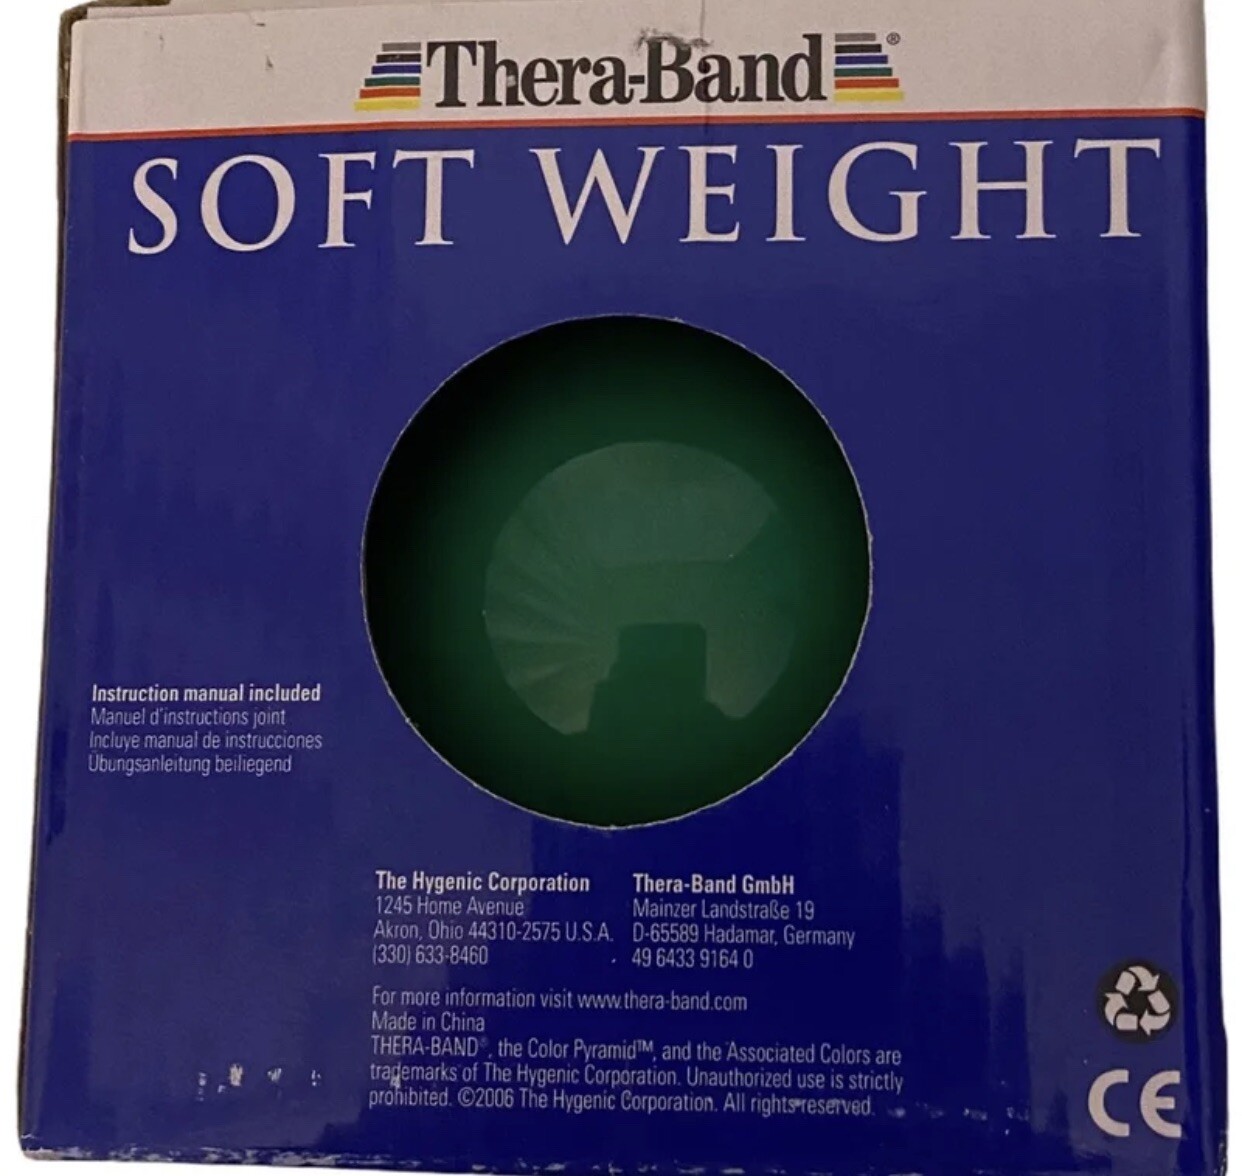 Thera-Band®
SOFT WEIGHT
Instruction manual included
Manuel d'instructions joint
Incluye manual de instrucciones
Übungsanleitung beiliegend
The Hygenic Corporation
1245 Home Avenue
Akron, Ohio 44310-2575 U.S.A.
(330) 633-8460
Thera-Band GmbH
Mainzer Landstraße 19
D-65589 Hadamar, Germany
49 6433 9164 0
For more information visit www.thera-band.com
Made in China
THERA-BAND®, the Color Pyramid™, and the Associated Colors are
trademarks of The Hygenic Corporation. Unauthorized use is strictly
prohibited. ©2006 The Hygenic Corporation. All rights reserved.
CE